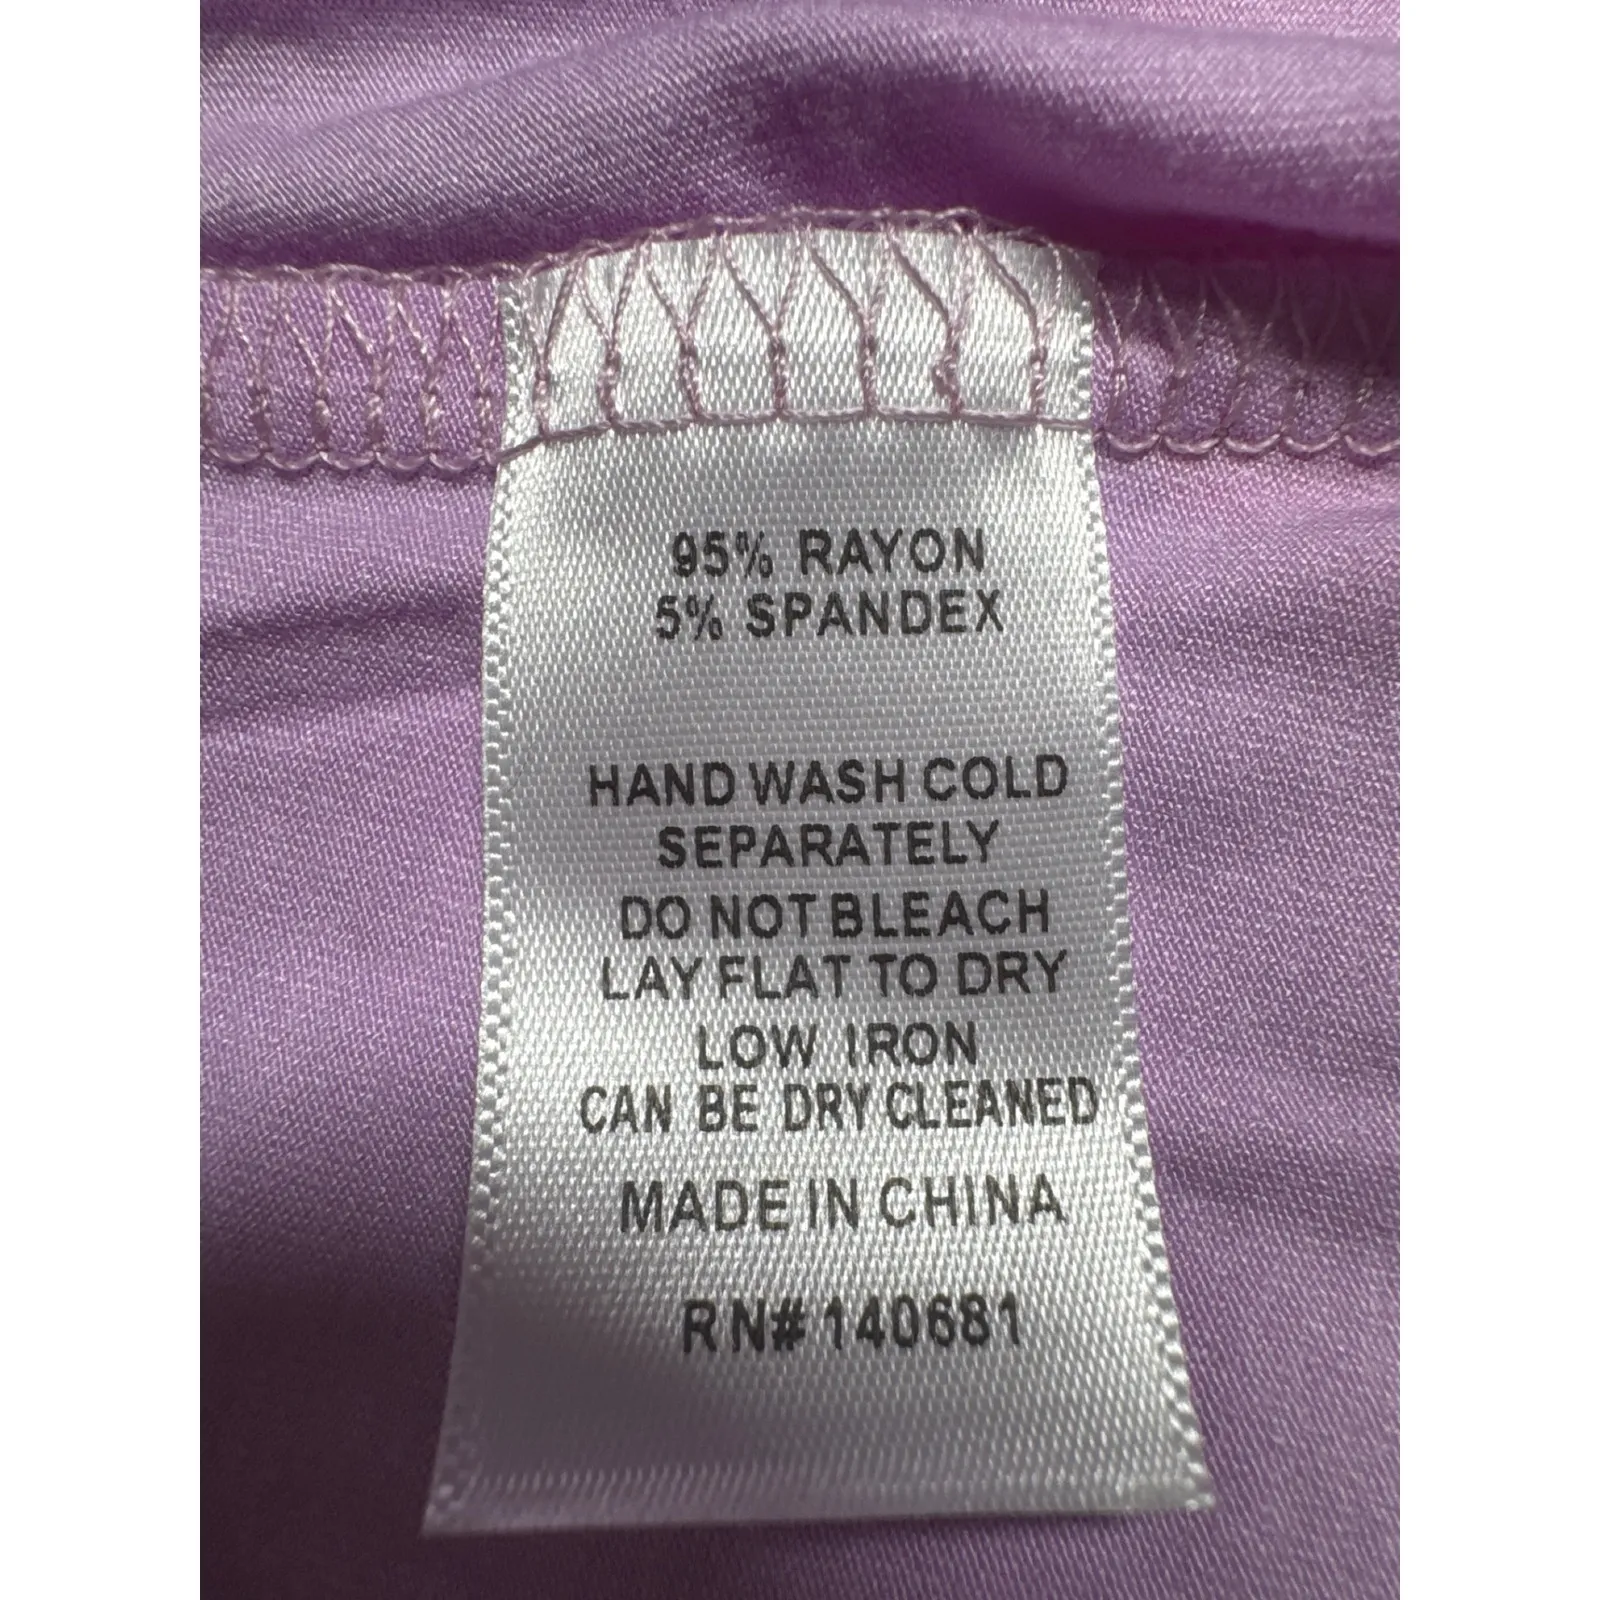 95% RAYON
5% SPANDEX
HAND WASH COLD
SEPARATELY
DO NOT BLEACH
LAY FLAT TO DRY
LOW IRON
CAN BE DRY CLEANED
MADE IN CHINA
RN# 140681